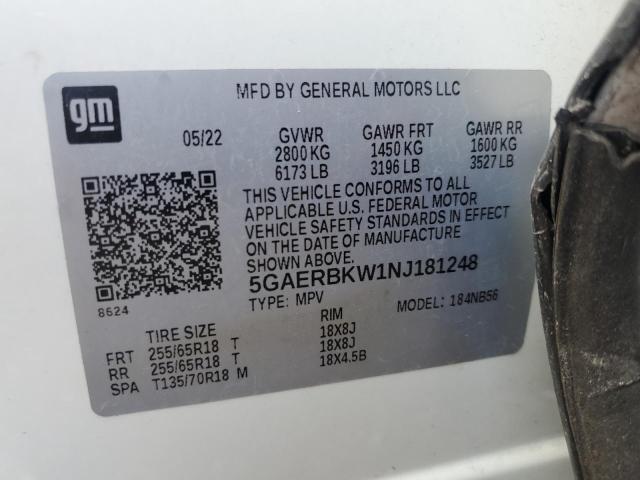 gm
MFD BY GENERAL MOTORS LLC
05/22 GVWR GAWR FRT GAWR RR
2800 KG 1450 KG 1600 KG
6173 LB 3196 LB 3527 LB
THIS VEHICLE CONFORMS TO ALL
APPLICABLE U.S. FEDERAL MOTOR
VEHICLE SAFETY STANDARDS IN EFFECT
ON THE DATE OF MANUFACTURE
SHOWN ABOVE.
5GAERBKW1NJ181248
TYPE: MPV MODEL: 184NB56
8624
TIRE SIZE RIM
FRT 255/65R18 T 18X8J
RR 255/65R18 T 18X8J
SPA T135/70R18 M 18X4.5B